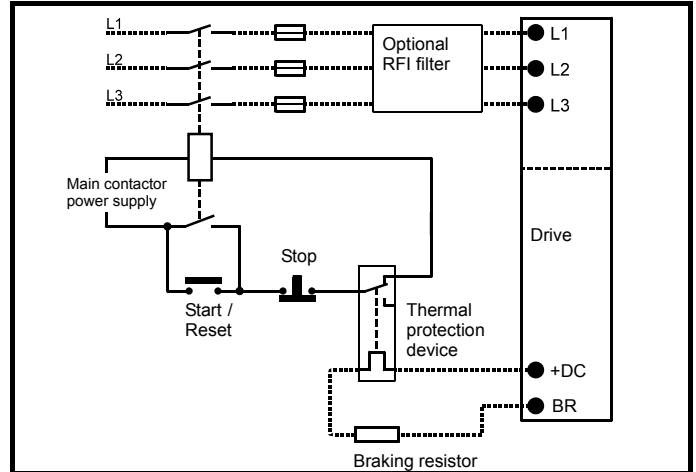 L1
L2
L3
Optional
RFI filter
L1
L2
L3
Main contactor
power supply
Drive
Stop
Start /
Reset
Thermal
protection
device
+DC
BR
Braking resistor